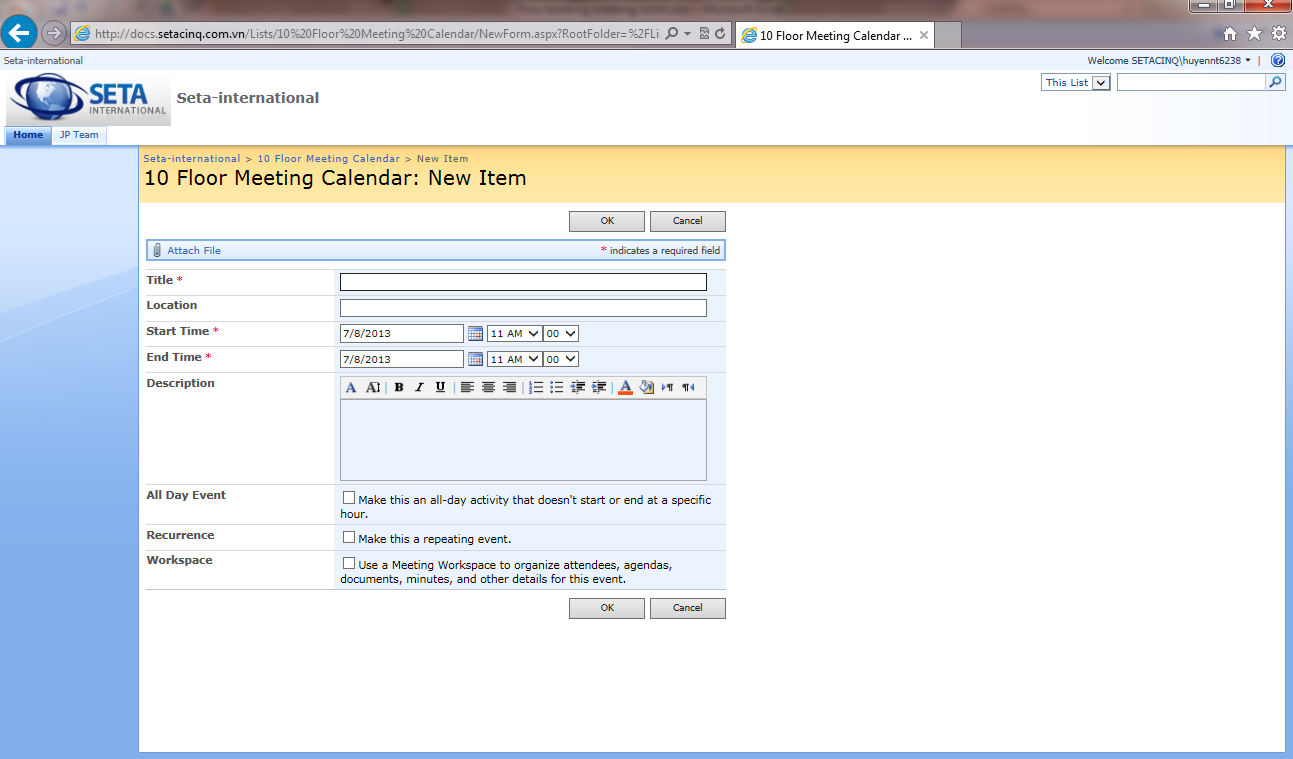 http://docs.setacinq.com.vn/Lists/10%20Floor%20Meeting%20Calendar/NewForm.aspx?RootFolder=%2FLi
10 Floor Meeting Calendar ...
Seta-international
Welcome SETACINQ\huyennt6238
SETA
INTERNATIONAL
Seta-international
This List
Home
JP Team
Seta-international > 10 Floor Meeting Calendar > New Item
10 Floor Meeting Calendar: New Item
OK
Cancel
Attach File
* indicates a required field
Title *
Location
Start Time *
7/8/2013
11 AM
00
End Time *
7/8/2013
11 AM
00
Description
A A B I U A
All Day Event
Make this an all-day activity that doesn't start or end at a specific
hour.
Recurrence
Make this a repeating event.
Workspace
Use a Meeting Workspace to organize attendees, agendas,
documents, minutes, and other details for this event.
OK
Cancel